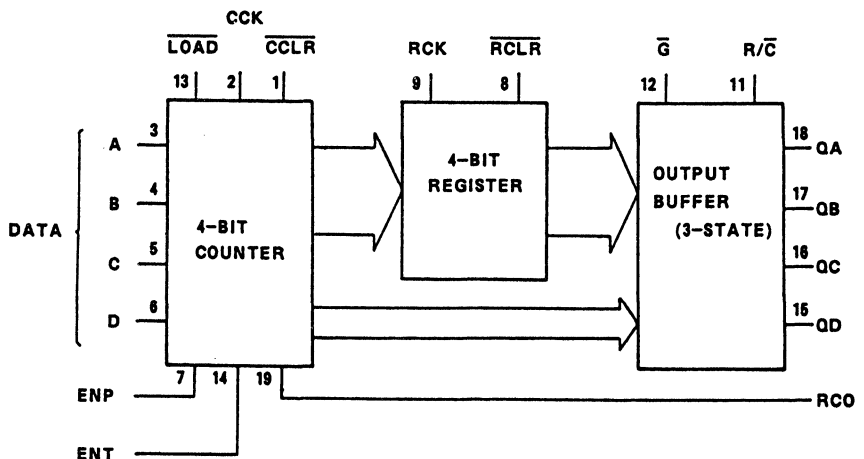 CCK
LOAD CCLR RCK RCLR G R/C
13 2 1 9 8 12 11
A 3
B 4
C 5
D 6
DATA
4-BIT
COUNTER
4-BIT
REGISTER
OUTPUT
BUFFER
(3-STATE)
18 QA
17 QB
16 QC
15 QD
7 14 19
ENP
RCO
ENT